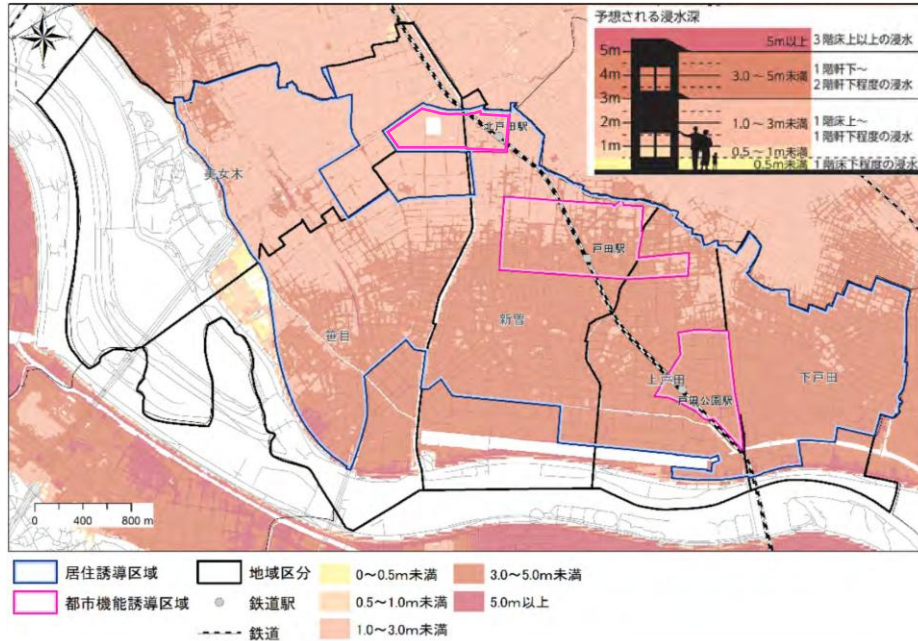 予想される浸水深
5m以上
3階床上以上の浸水
5m
4m
3.0～5m未満
1階軒下～
2階軒下程度の浸水
3m
2m
1.0～3m未満
1階床上～
1階軒下程度の浸水
1m
0.5～1m未満
0.5m未満
1階床下程度の浸水
北戸田駅
美女木
戸田駅
新曽
笹目
上戸田
下戸田
戸田公園駅
0 400 800 m
居住誘導区域
地域区分
0～0.5m未満
3.0～5.0m未満
都市機能誘導区域
鉄道駅
0.5～1.0m未満
5.0m以上
鉄道
1.0～3.0m未満